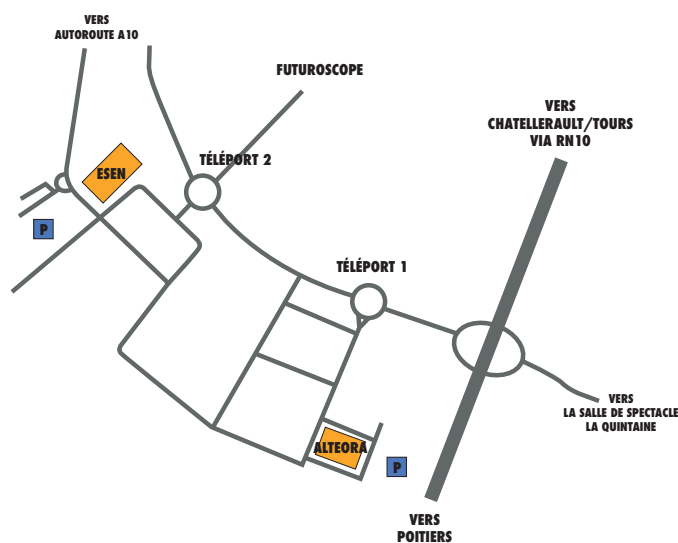 VERS
AUTOROUTE A10
FUTUROSCOPE
VERS
CHATELLERAULT/TOURS
VIA RN10
TÉLÉPORT 2
ESEN
P
TÉLÉPORT 1
VERS
LA SALLE DE SPECTACLE
LA QUINTAINE
ALTEORA
P
VERS
POITIERS